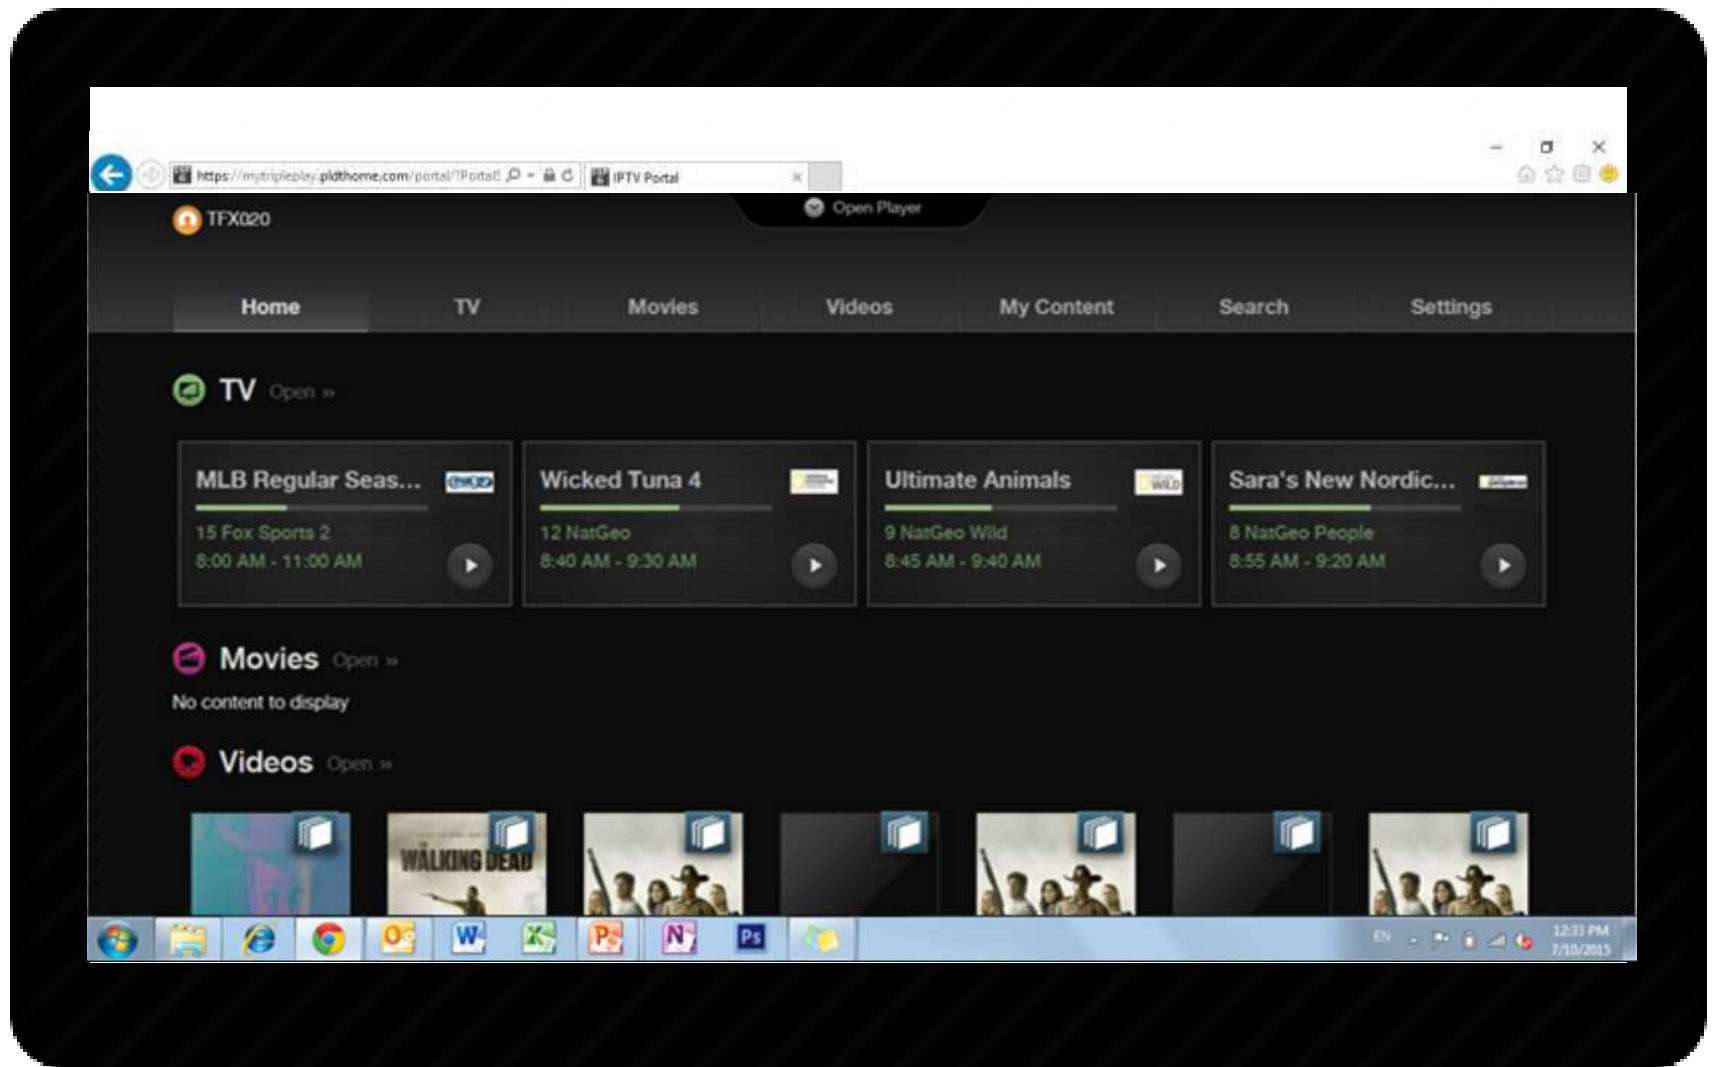 https://mytripleplay.pldthome.com/portal/?Portal
IPTV Portal
TFX020
Open Player
Home TV Movies Videos My Content Search Settings
TV Open »
MLB Regular Seas...
15 Fox Sports 2
8:00 AM - 11:00 AM
Wicked Tuna 4
12 NatGeo
8:40 AM - 9:30 AM
Ultimate Animals
WILD
9 NatGeo Wild
8:45 AM - 9:40 AM
Sara's New Nordic...
8 NatGeo People
8:55 AM - 9:20 AM
Movies Open »
No content to display
Videos Open »
THE
WALKING DEAD
Ps
EN
12:33 PM
7/10/2015